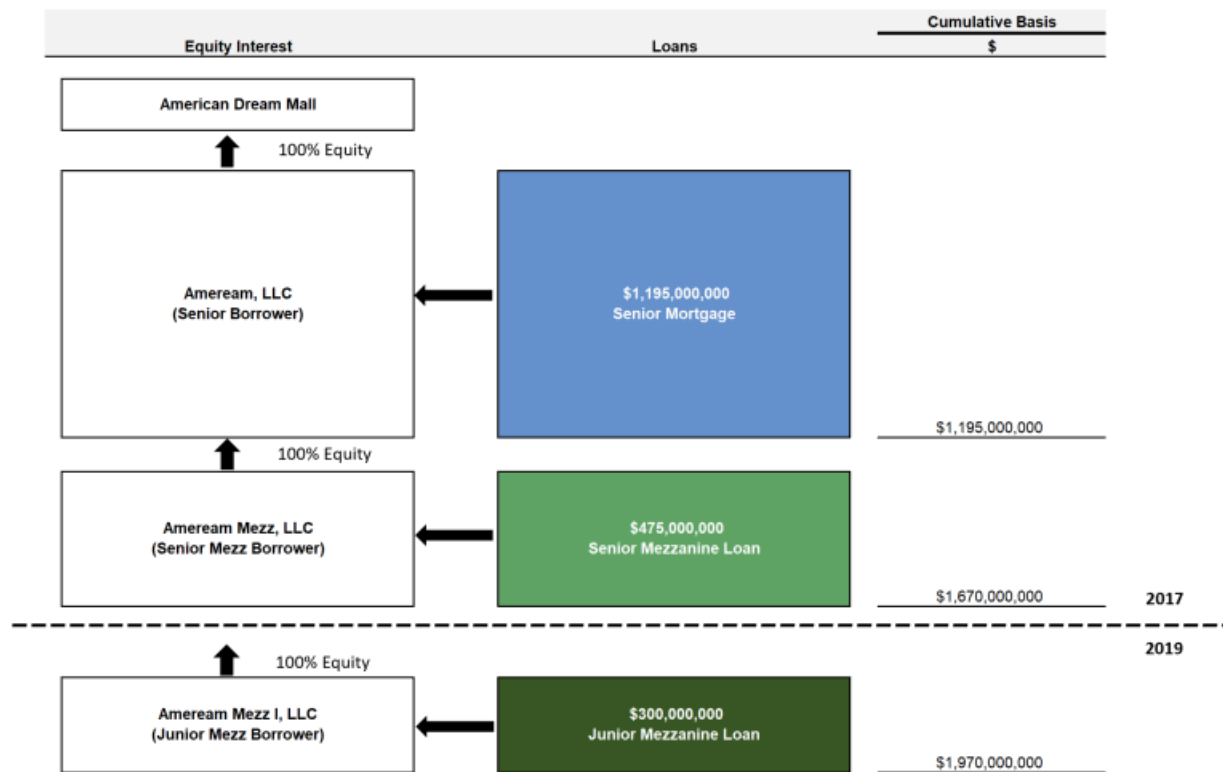 Cumulative Basis
Equity Interest Loans $
American Dream Mall
100% Equity
Ameream, LLC
(Senior Borrower)
$1,195,000,000
Senior Mortgage
$1,195,000,000
100% Equity
Ameream Mezz, LLC
(Senior Mezz Borrower)
$475,000,000
Senior Mezzanine Loan
$1,670,000,000
2017
2019
100% Equity
Ameream Mezz I, LLC
(Junior Mezz Borrower)
$300,000,000
Junior Mezzanine Loan
$1,970,000,000